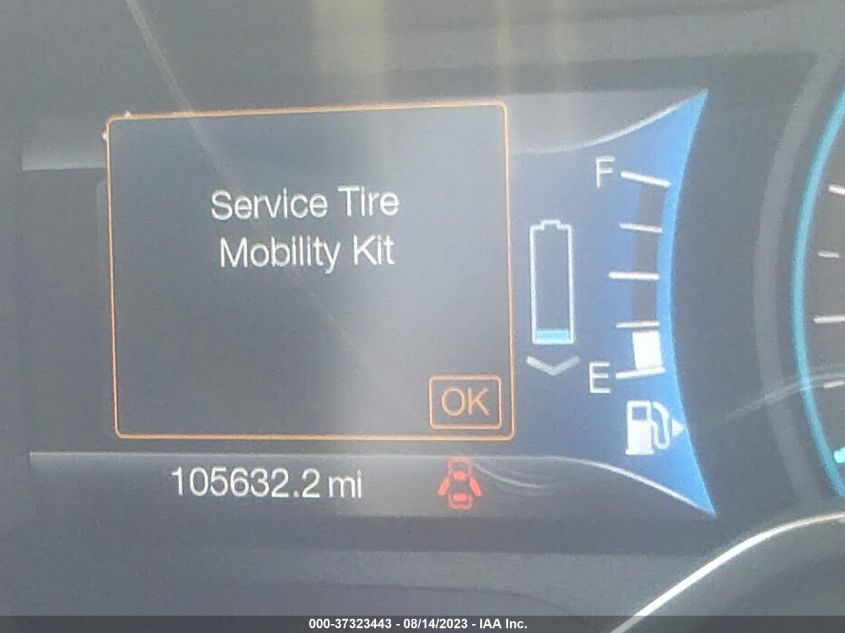 Service Tire
Mobility Kit
OK
F
E
105632.2 mi
000-37323443 - 08/14/2023 - IAA Inc.